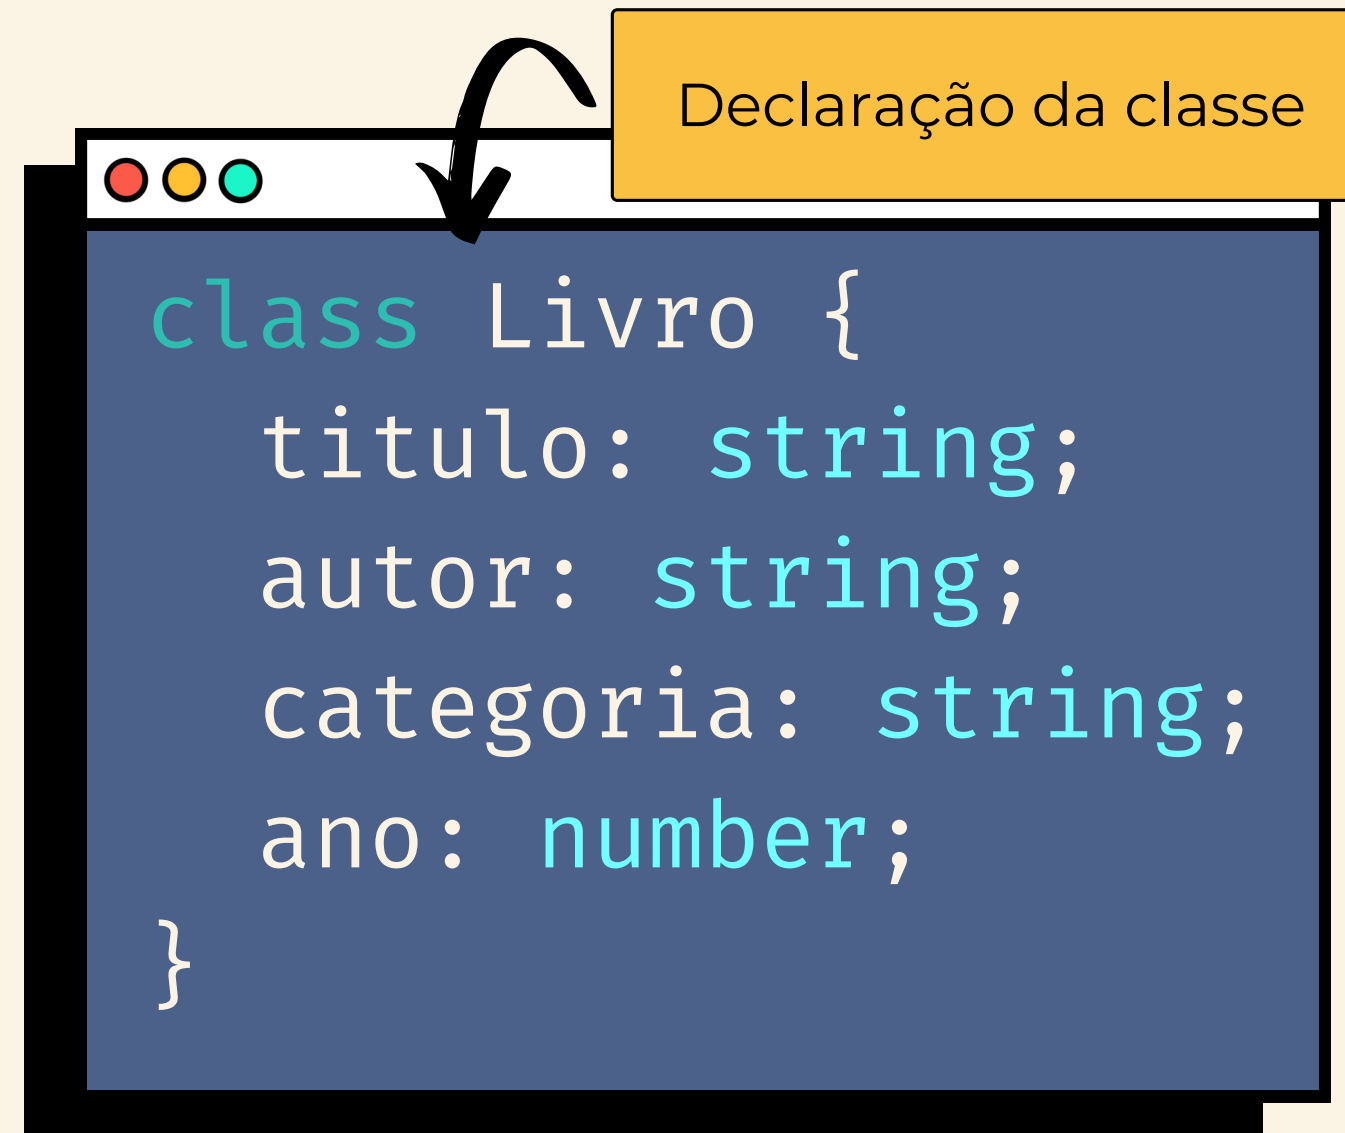 Declaração da classe
class Livro {
titulo: string;
autor: string;
categoria: string;
ano: number;
}